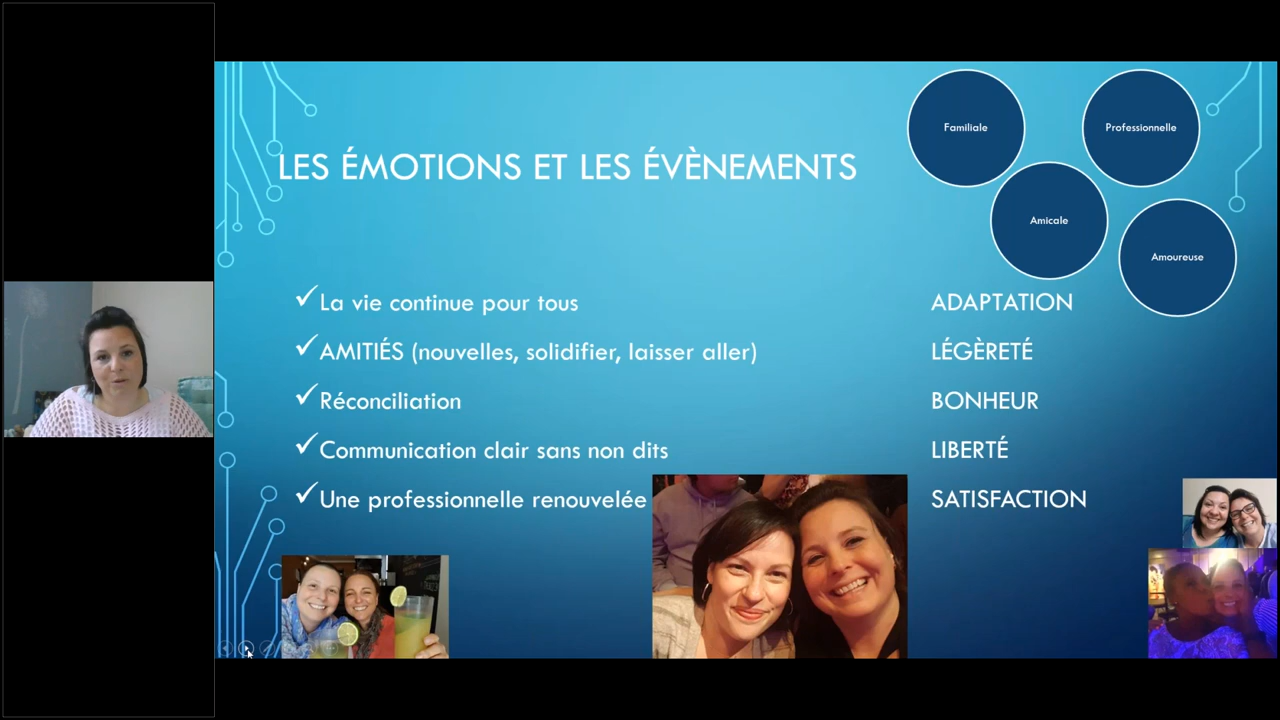 Familiale
Professionnelle
LES ÉMOTIONS ET LES ÉVÈNEMENTS
Amicale
Amoureuse
La vie continue pour tous
ADAPTATION
AMITIÉS (nouvelles, solidifier, laisser aller)
LÉGÈRETÉ
Réconciliation
BONHEUR
Communication clair sans non dits
LIBERTÉ
Une professionnelle renouvelée
SATISFACTION